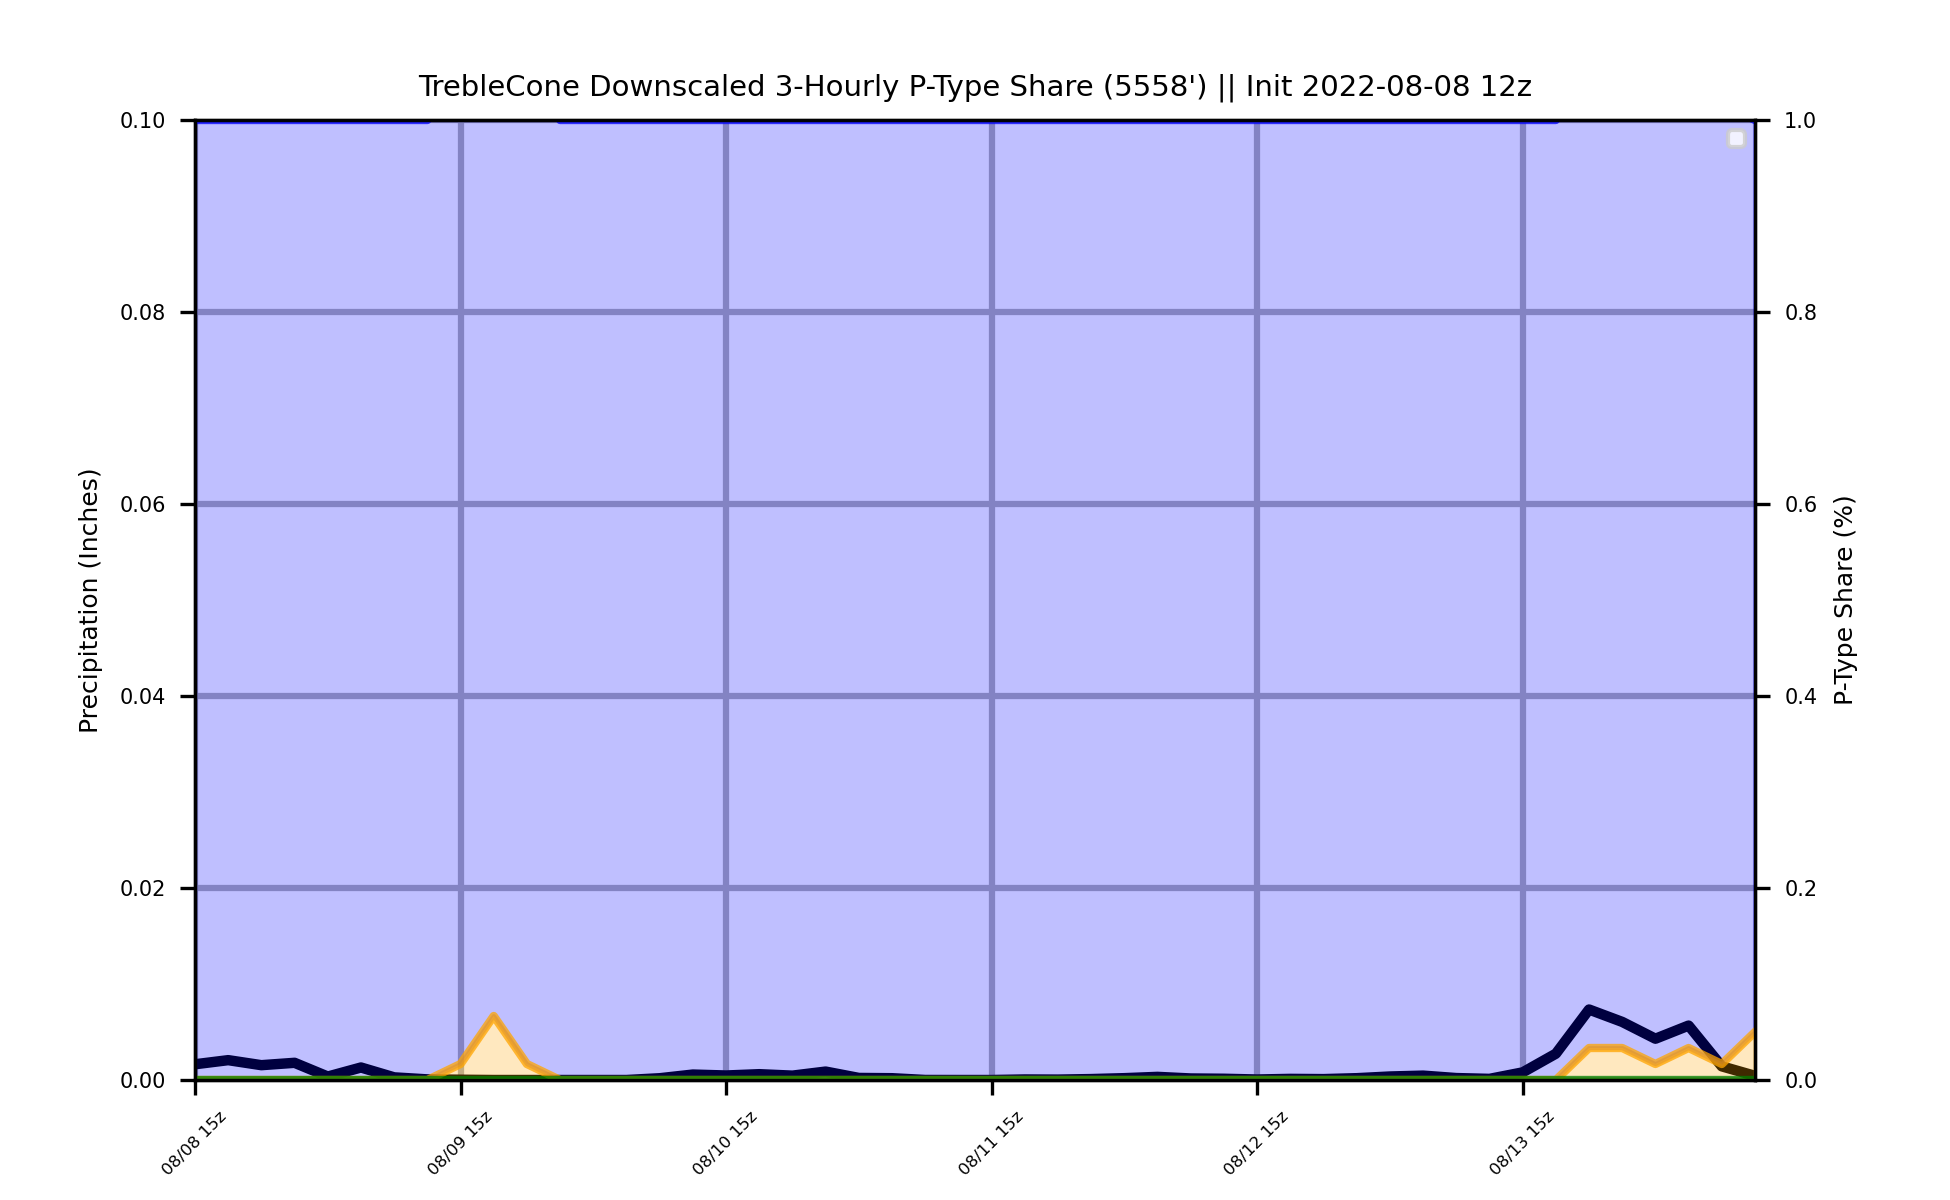 TrebleCone Downscaled 3-Hourly P-Type Share (5558') || Init 2022-08-08 12z
0.10
0.08
0.06
0.04
0.02
0.00
Precipitation (Inches)
1.0
0.8
0.6
0.4
0.2
0.0
P-Type Share (%)
08/08 15z
08/09 15z
08/10 15z
08/11 15z
08/12 15z
08/13 15z